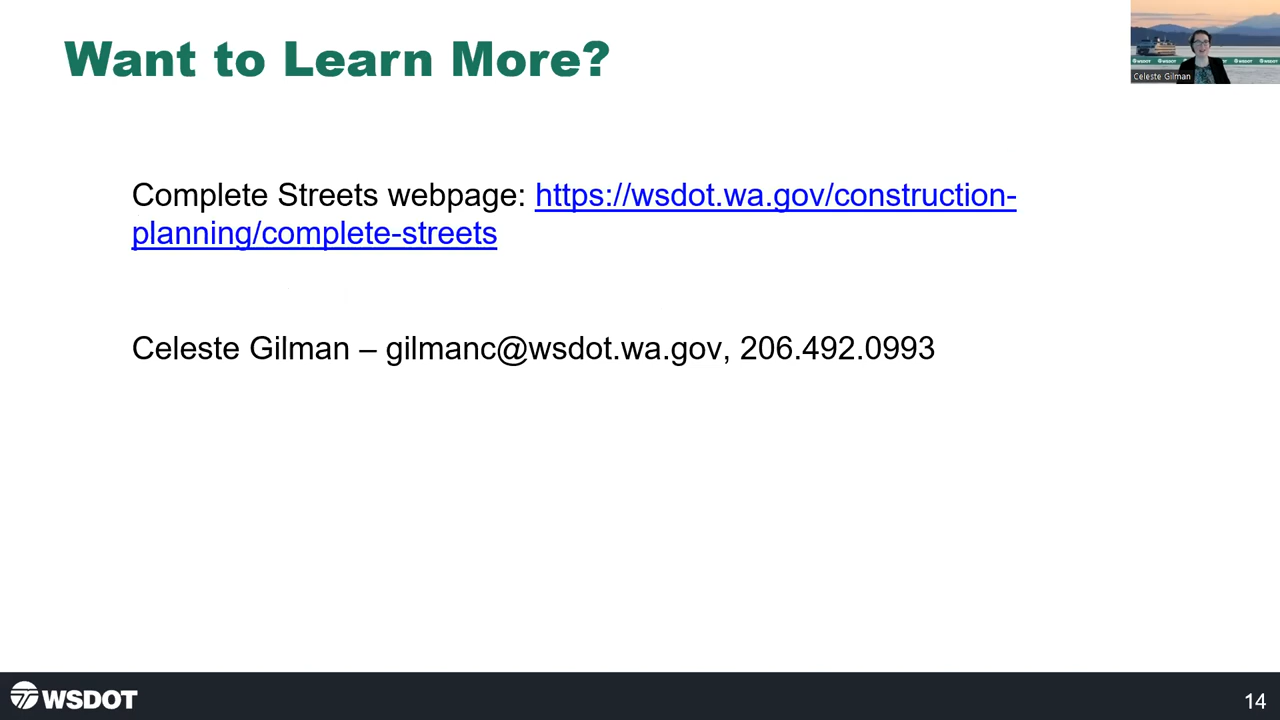 Want to Learn More?
Celeste Gilman
Complete Streets webpage: https://wsdot.wa.gov/construction-
planning/complete-streets
Celeste Gilman – gilmanc@wsdot.wa.gov, 206.492.0993
WSDOT
14